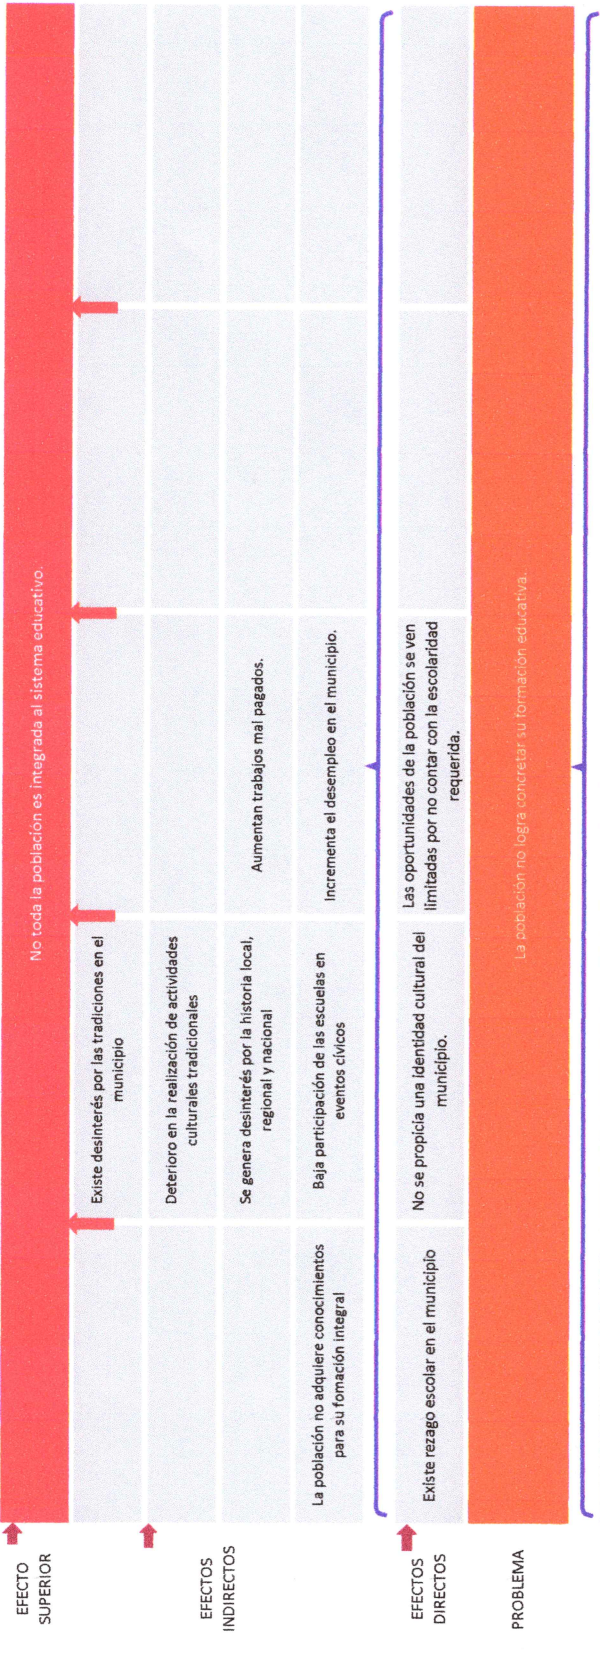 EFECTO
SUPERIOR
No toda la población es integrada al sistema educativo.
EFECTOS
INDIRECTOS
Existe desinterés por las tradiciones en el
municipio
Deterioro en la realización de actividades
culturales tradicionales
Se genera desinterés por la historia local,
regional y nacional
Aumentan trabajos mal pagados.
La población no adquiere conocimientos
para su fomación integral
Baja participación de las escuelas en
eventos cívicos
Incrementa el desempleo en el municipio.
EFECTOS
DIRECTOS
Existe rezago escolar en el municipio
No se propicia una identidad cultural del
municipio.
Las oportunidades de la población se ven
limitadas por no contar con la escolaridad
requerida.
PROBLEMA
La población no logra concretar su formación educativa.